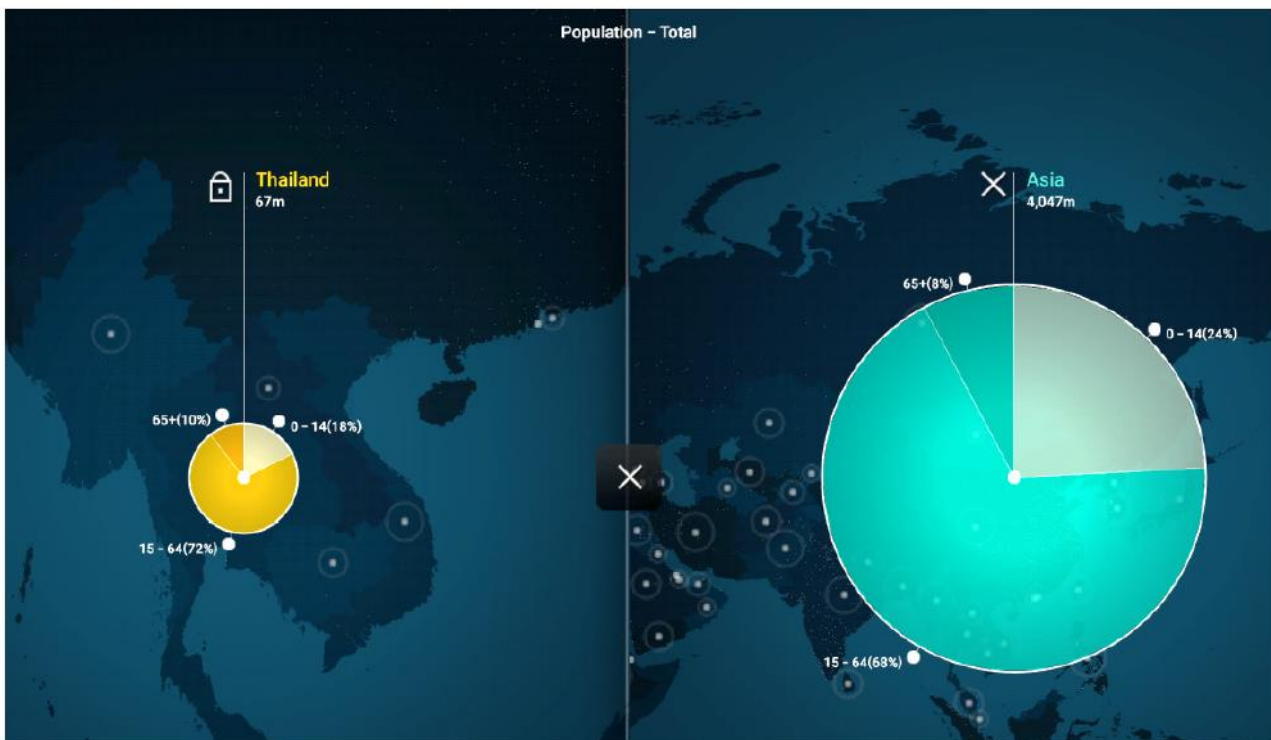 Population – Total
Thailand
67m
65+(10%)
0 – 14(18%)
15 – 64(72%)
Asia
4,047m
65+(8%)
0 – 14(24%)
15 – 64(68%)